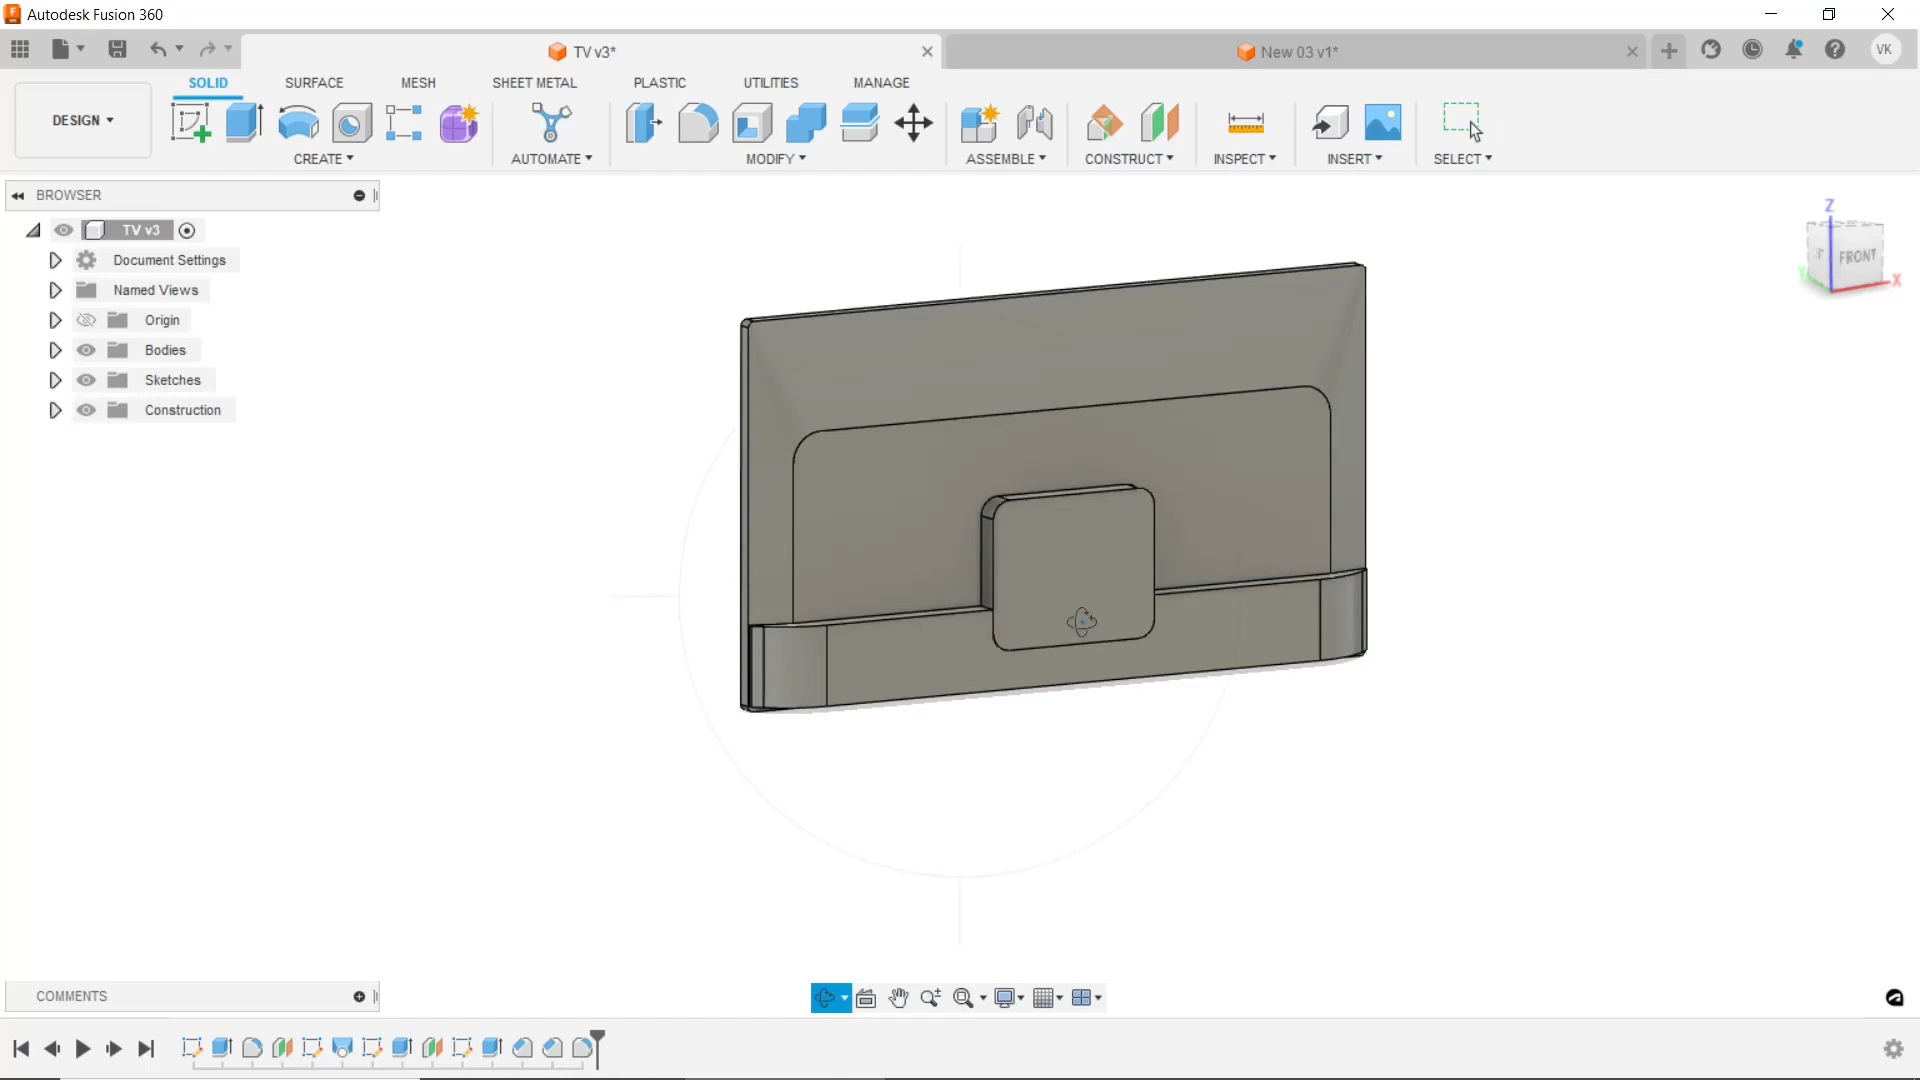 Autodesk Fusion 360
TV v3*
New 03 v1*
VK
SOLID
SURFACE
MESH
SHEET METAL
PLASTIC
UTILITIES
MANAGE
DESIGN
CREATE
AUTOMATE
MODIFY
ASSEMBLE
CONSTRUCT
INSPECT
INSERT
SELECT
BROWSER
TV v3
Document Settings
Named Views
Origin
Bodies
Sketches
Construction
Z
FRONT
Y
X
COMMENTS